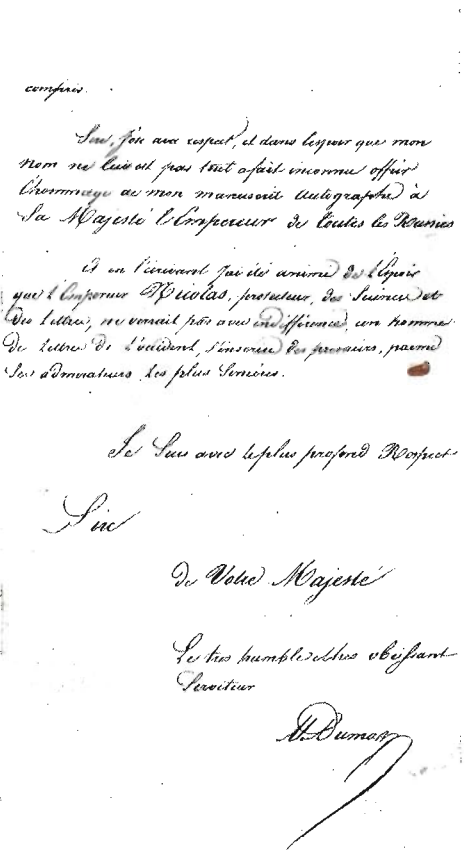 compris.
Sire, j'ose avec respect, et dans l'espoir que mon
nom ne lui est pas tout a fait inconnu offrir
l'hommage de mon manuscrit autographe à
Sa Majesté l'Empereur de toutes les Russies
Et en l'écrivant j'ai été animé de l'Espoir
que l'Empereur Nicolas, protecteur, des Sciences et
des lettres, ne verrait pas avec indifférence, un homme
de lettres de l'occident, s'inscrire des premiers, parmi
Ses admirateurs les plus Sincères.
Je Suis avec le plus profond Respect
Sire
de Votre Majesté
Le très humble et très obéissant
Serviteur
Dumas